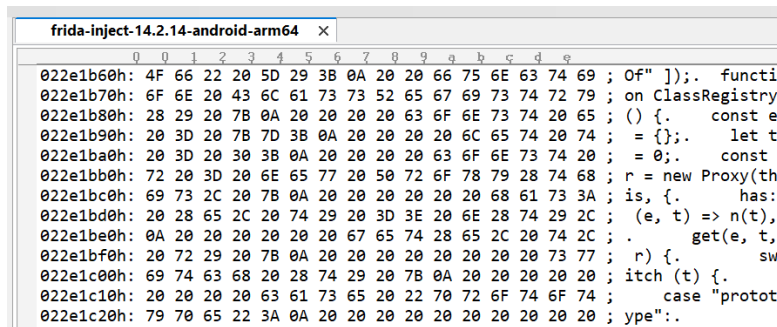 frida-inject-14.2.14-android-arm64 ×
0 0 1 2 3 4 5 6 7 8 9 a b c d e
022e1b60h: 4F 66 22 20 5D 29 3B 0A 20 20 66 75 6E 63 74 69 ; Of" ]);.  functi
022e1b70h: 6F 6E 20 43 6C 61 73 73 52 65 67 69 73 74 72 79 ; on ClassRegistry
022e1b80h: 28 29 20 7B 0A 20 20 20 20 63 6F 6E 73 74 20 65 ; () {.    const e
022e1b90h: 20 3D 20 7B 7D 3B 0A 20 20 20 20 6C 65 74 20 74 ;  = {};.    let t
022e1ba0h: 20 3D 20 30 3B 0A 20 20 20 20 63 6F 6E 73 74 20 ;  = 0;.    const
022e1bb0h: 72 20 3D 20 6E 65 77 20 50 72 6F 78 79 28 74 68 ; r = new Proxy(th
022e1bc0h: 69 73 2C 20 7B 0A 20 20 20 20 20 20 68 61 73 3A ; is, {.      has:
022e1bd0h: 20 28 65 2C 20 74 29 20 3D 3E 20 6E 28 74 29 2C ;  (e, t) => n(t),
022e1be0h: 0A 20 20 20 20 20 20 67 65 74 28 65 2C 20 74 2C ; .      get(e, t,
022e1bf0h: 20 72 29 20 7B 0A 20 20 20 20 20 20 20 20 73 77 ;  r) {.        sw
022e1c00h: 69 74 63 68 20 28 74 29 20 7B 0A 20 20 20 20 20 ; itch (t) {.
022e1c10h: 20 20 20 20 63 61 73 65 20 22 70 72 6F 74 6F 74 ;     case "protot
022e1c20h: 79 70 65 22 3A 0A 20 20 20 20 20 20 20 20 20 20 ; ype":.